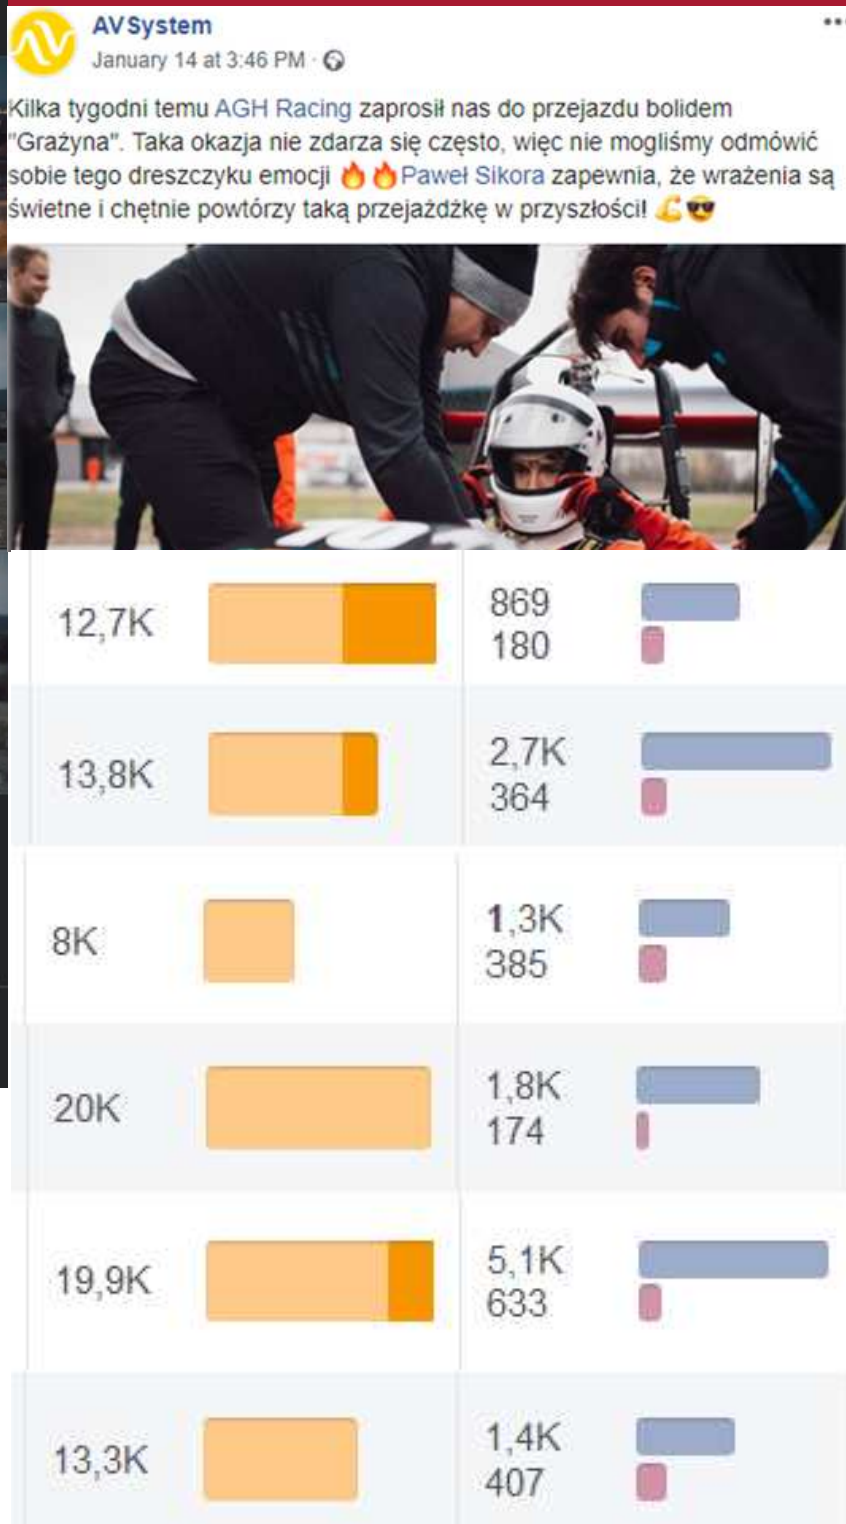 AVSystem
January 14 at 3:46 PM ·
Kilka tygodni temu AGH Racing zaprosił nas do przejazdu bolidem
"Grażyna". Taka okazja nie zdarza się często, więc nie mogliśmy odmówić
sobie tego dreszczyku emocji 🔥🔥 Paweł Sikora zapewnia, że wrażenia są
świetne i chętnie powtórzy taką przejażdżkę w przyszłości! 💪😎
12,7K
869
180
13,8K
2,7K
364
8K
1,3K
385
20K
1,8K
174
19,9K
5,1K
633
13,3K
1,4K
407